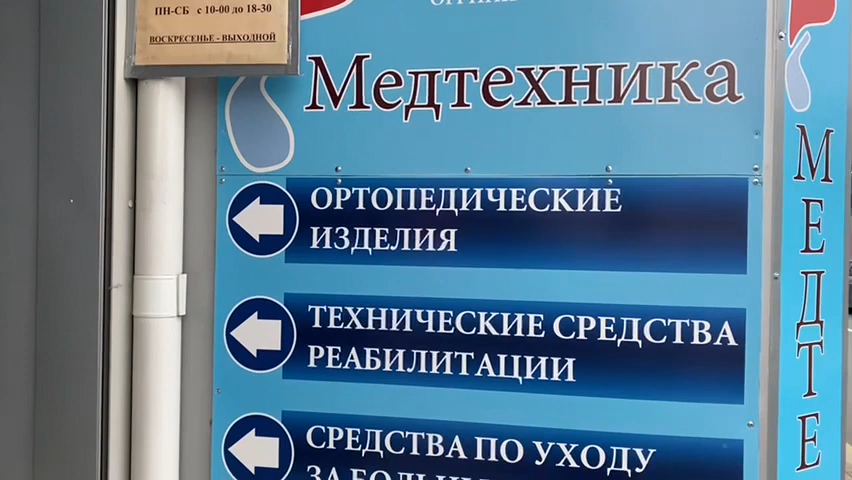 ПН-СБ с 10-00 до 18-30
ВОСКРЕСЕНЬЕ - ВЫХОДНОЙ
Медтехника
ОРТОПЕДИЧЕСКИЕ
ИЗДЕЛИЯ
ТЕХНИЧЕСКИЕ СРЕДСТВА
РЕАБИЛИТАЦИИ
СРЕДСТВА ПО УХОДУ
ЗА
МЕДТЕ